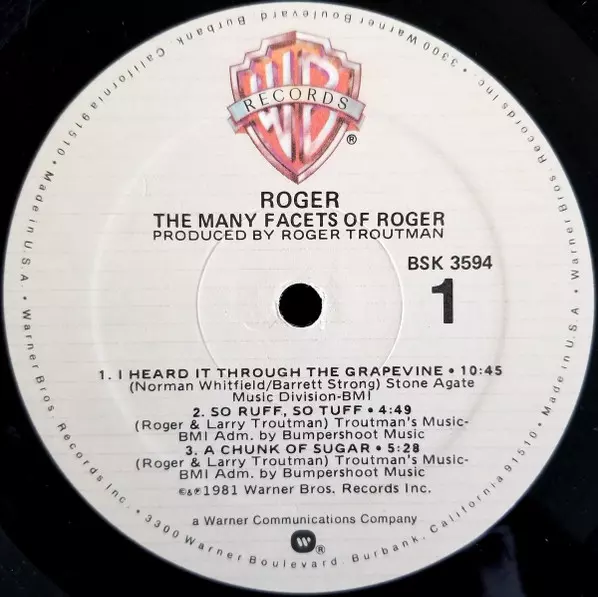 WB
RECORDS
®
ROGER
THE MANY FACETS OF ROGER
PRODUCED BY ROGER TROUTMAN
BSK 3594
1
1. I HEARD IT THROUGH THE GRAPEVINE • 10:45
(Norman Whitfield/Barrett Strong) Stone Agate
Music Division-BMI
2. SO RUFF, SO TUFF • 4:49
(Roger & Larry Troutman) Troutman's Music-
BMI Adm. by Bumpershoot Music
3. A CHUNK OF SUGAR • 5:28
(Roger & Larry Troutman) Troutman's Music-
BMI Adm. by Bumpershoot Music
©&℗1981 Warner Bros. Records Inc.
a Warner Communications Company
®
Warner Bros. Records Inc. • 3300 Warner Boulevard, Burbank, California 91510 • Made in U.S.A. • Warner Bros. Records Inc. • 3300 Warner Boulevard, Burbank, California 91510 • Made in U.S.A. •